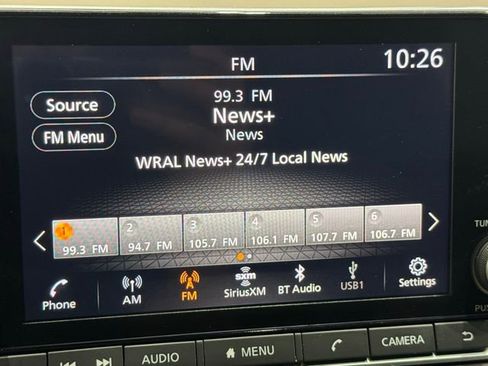 FM
10:26
Source
99.3 FM
News+
FM Menu
News
WRAL News+ 24/7 Local News
1 2 3 4 5 6
99.3 FM 94.7 FM 105.7 FM 106.1 FM 107.7 FM 106.7 FM
sxm
Phone AM FM SiriusXM BT Audio USB1 Settings
AUDIO MENU CAMERA